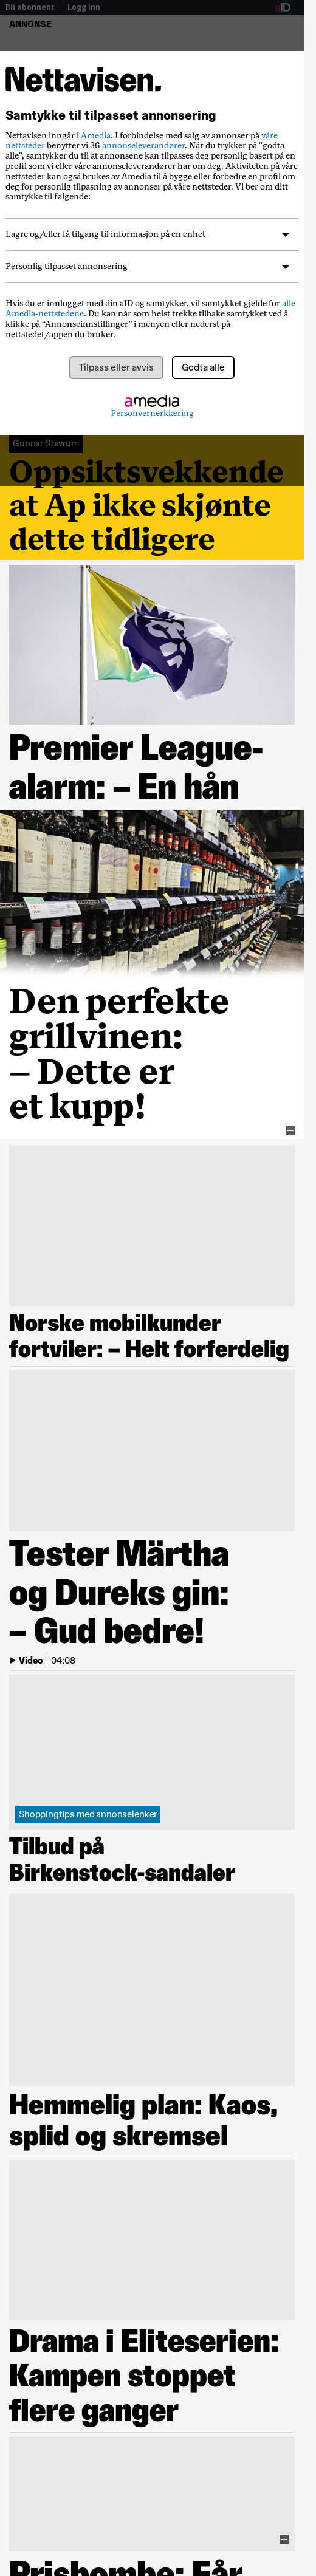 Bli abonnent | Logg inn
aID
ANNONSE
Nettavisen.
Samtykke til tilpasset annonsering
Nettavisen inngår i Amedia. I forbindelse med salg av annonser på våre
nettsteder benytter vi 36 annonseleverandører. Når du trykker på "godta
alle", samtykker du til at annonsene kan tilpasses deg personlig basert på en
profil som vi eller våre annonseleverandører har om deg. Aktiviteten på våre
nettsteder kan også brukes av Amedia til å bygge eller forbedre en profil om
deg for personlig tilpasning av annonser på våre nettsteder. Vi ber om ditt
samtykke til følgende:
Lagre og/eller få tilgang til informasjon på en enhet
Personlig tilpasset annonsering
Hvis du er innlogget med din aID og samtykker, vil samtykket gjelde for alle
Amedia-nettstedene. Du kan når som helst trekke tilbake samtykket ved å
klikke på “Annonseinnstillinger” i menyen eller nederst på
nettstedet/appen du bruker.
Tilpass eller avvis
Godta alle
amedia
Personvernerklæring
Gunnar Stavrum
Oppsiktsvekkende
at Ap ikke skjønte
dette tidligere
Premier League-
alarm: – En hån
Den perfekte
grillvinen:
– Dette er
et kupp!
Norske mobilkunder
fortviler: – Helt forferdelig
Tester Märtha
og Dureks gin:
– Gud bedre!
Video | 04:08
Shoppingtips med annonselenker
Tilbud på
Birkenstock-sandaler
Hemmelig plan: Kaos,
splid og skremsel
Drama i Eliteserien:
Kampen stoppet
flere ganger
Prisbombe: Får